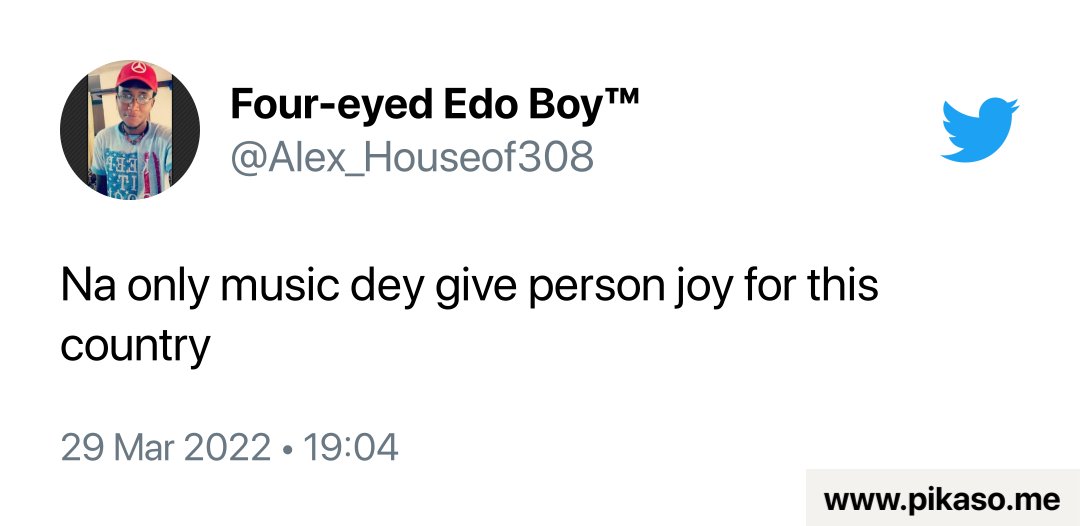 Four-eyed Edo Boy™
@Alex_Houseof308
Na only music dey give person joy for this
country
29 Mar 2022 • 19:04
www.pikaso.me